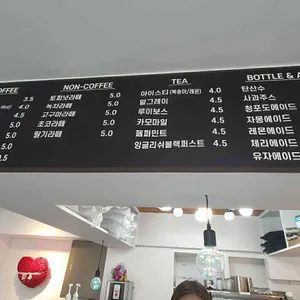 OFFEE
Hot) 3.5
4.0
4.5
5.0
5.0
5.0
0.5
NON-COFFEE
토피넛라떼 5.0
녹차라떼 5.0
고구마라떼 5.0
초코라떼 5.0
딸기라떼 5.0
TEA
아이스티(복숭아/레몬) 4.0
얼그레이 4.5
루이보스 4.5
카모마일 4.5
페퍼민트 4.5
잉글리쉬블랙퍼스트 4.5
BOTTLE & A
탄산수
사과주스
청포도에이드
자몽에이드
레몬에이드
체리에이드
유자에이드